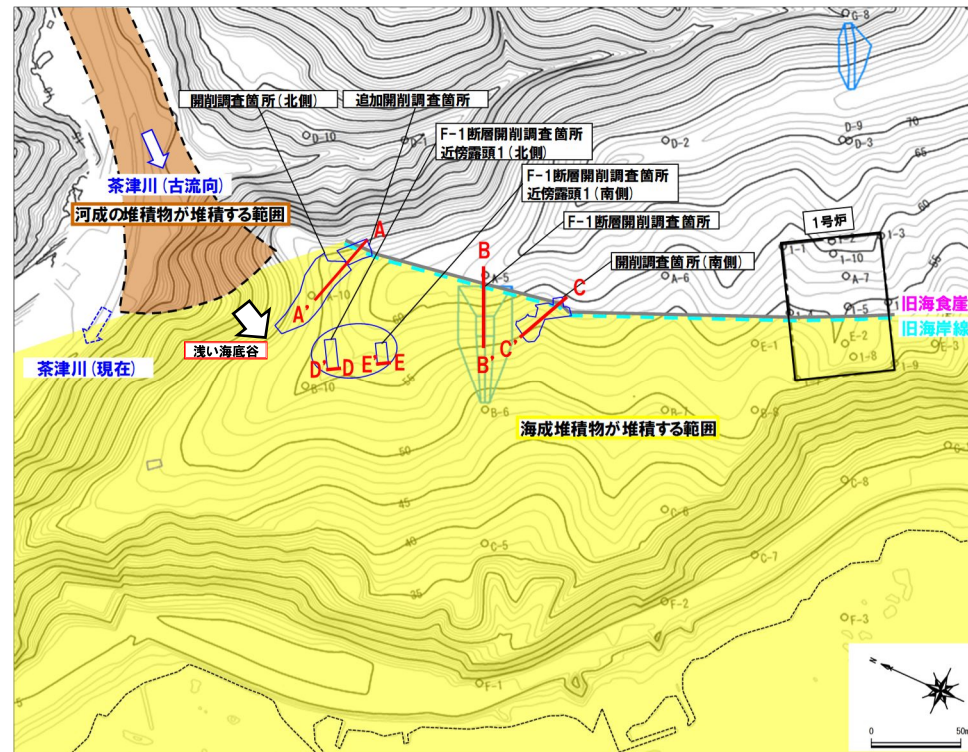 C-8
開削調査箇所(北側)
追加開削調査箇所
D-10
D-1
D-2
D-9
D-3
70
65
F-1断層開削調査箇所
近傍露頭1(北側)
F-1断層開削調査箇所
近傍露頭1(南側)
茶津川(古流向)
河成の堆積物が堆積する範囲
F-1断層開削調査箇所
1号炉
60
55
A
B
開削調査箇所(南側)
1-1
1-2
1-3
1-10
A-5
A-6
A-7
C
A-10
A'
60
1-4
1-5
旧海食崖
旧海岸線
浅い海底谷
茶津川(現在)
B'
C'
E-1
E-2
E-3
1-8
1-9
D'
D
E'
E
55
B-10
B-6
B-7
B-8
海成堆積物が堆積する範囲
50
45
40
35
C-5
C-6
C-7
C-8
F-1
F-2
F-3
N
0
50m